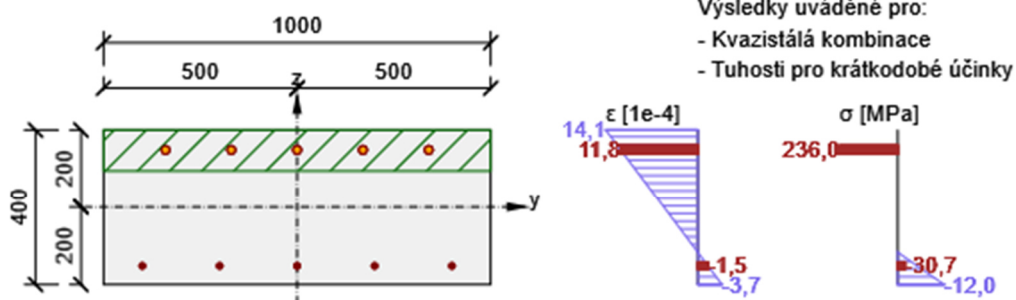 Výsledky uváděné pro:
- Kvazistálá kombinace
- Tuhosti pro krátkodobé účinky
1000
500 500
z
y
400
200
200
ε [1e-4]
14,1
11,8
-1,5
-3,7
σ [MPa]
236,0
-30,7
-12,0